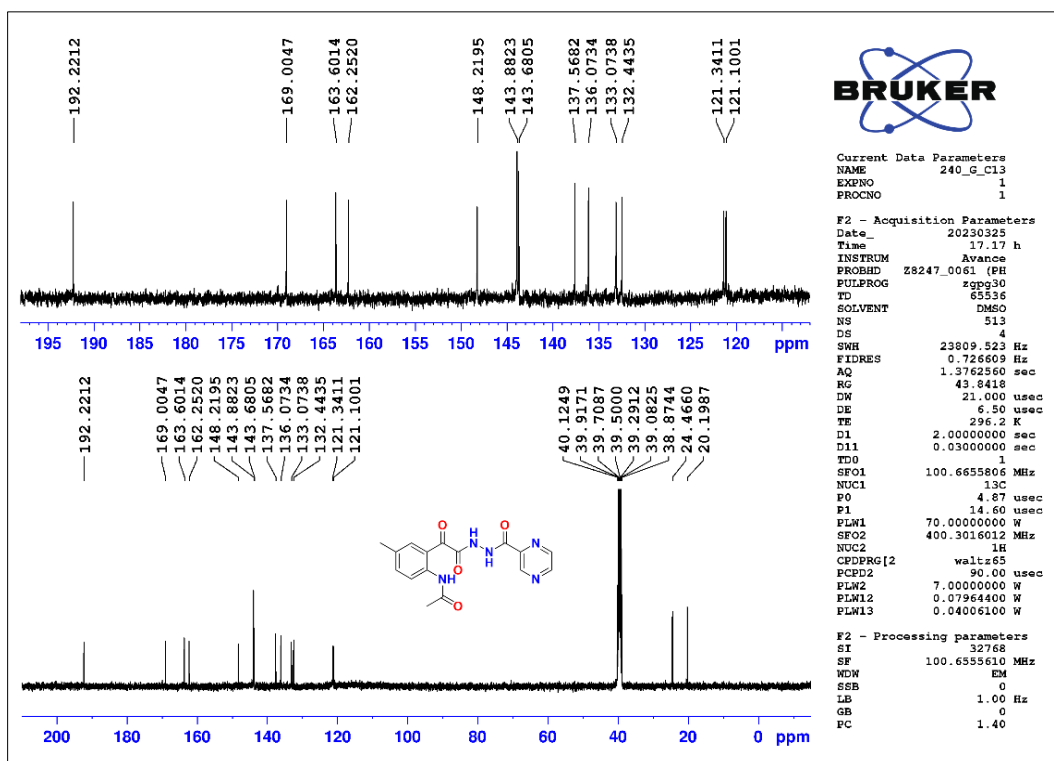 192.2212
169.0047
163.6014
162.2520
148.2195
143.8823
143.6805
137.5682
136.0734
133.0738
132.4435
121.3411
121.1001
195 190 185 180 175 170 165 160 155 150 145 140 135 130 125 120 ppm
192.2212
169.0047
163.6014
162.2520
148.2195
143.8823
143.6805
137.5682
136.0734
133.0738
132.4435
121.3411
121.1001
40.1249
39.9171
39.7087
39.5000
39.2912
39.0825
38.8744
24.4660
20.1987
O
H
N
O
N
N
H
O
N
N
NH
O
200 180 160 140 120 100 80 60 40 20 0 ppm
BRUKER
Current Data Parameters
NAME 240_G_C13
EXPNO 1
PROCNO 1
F2 - Acquisition Parameters
Date_ 20230325
Time 17.17 h
INSTRUM Avance
PROBHD Z8247_0061 (PH
PULPROG zgpg30
TD 65536
SOLVENT DMSO
NS 513
DS 4
SWH 23809.523 Hz
FIDRES 0.726609 Hz
AQ 1.3762560 sec
RG 43.8418
DW 21.000 usec
DE 6.50 usec
TE 296.2 K
D1 2.00000000 sec
D11 0.03000000 sec
TD0 1
SFO1 100.6655806 MHz
NUC1 13C
P0 4.87 usec
P1 14.60 usec
PLW1 70.00000000 W
SFO2 400.3016012 MHz
NUC2 1H
CPDPRG[2 waltz65
PCPD2 90.00 usec
PLW2 7.00000000 W
PLW12 0.07964400 W
PLW13 0.04006100 W
F2 - Processing parameters
SI 32768
SF 100.6555610 MHz
WDW EM
SSB 0
LB 1.00 Hz
GB 0
PC 1.40